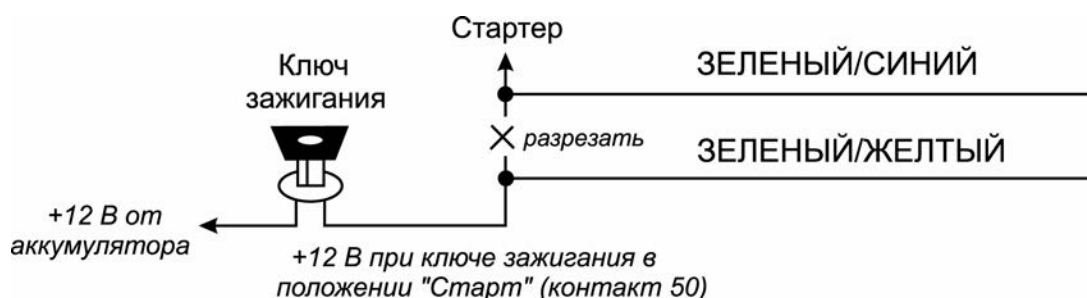 Стартер
Ключ
зажигания
ЗЕЛЕНЫЙ/СИНИЙ
разрезать
ЗЕЛЕНЫЙ/ЖЕЛТЫЙ
+12 В от
аккумулятора
+12 В при ключе зажигания в
положении "Старт" (контакт 50)